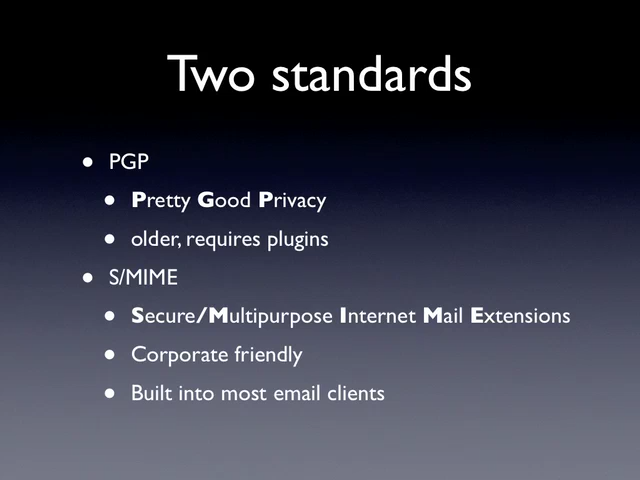 Two standards
• PGP
• Pretty Good Privacy
• older, requires plugins
• S/MIME
• Secure/Multipurpose Internet Mail Extensions
• Corporate friendly
• Built into most email clients